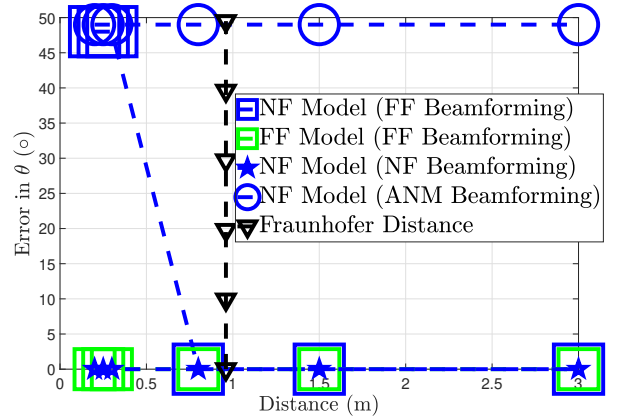 50
45
40
35
30
25
20
15
10
5
0
Error in θ (○)
NF Model (FF Beamforming)
FF Model (FF Beamforming)
NF Model (NF Beamforming)
NF Model (ANM Beamforming)
Fraunhofer Distance
0 0.5 1 1.5 2 2.5 3
Distance (m)